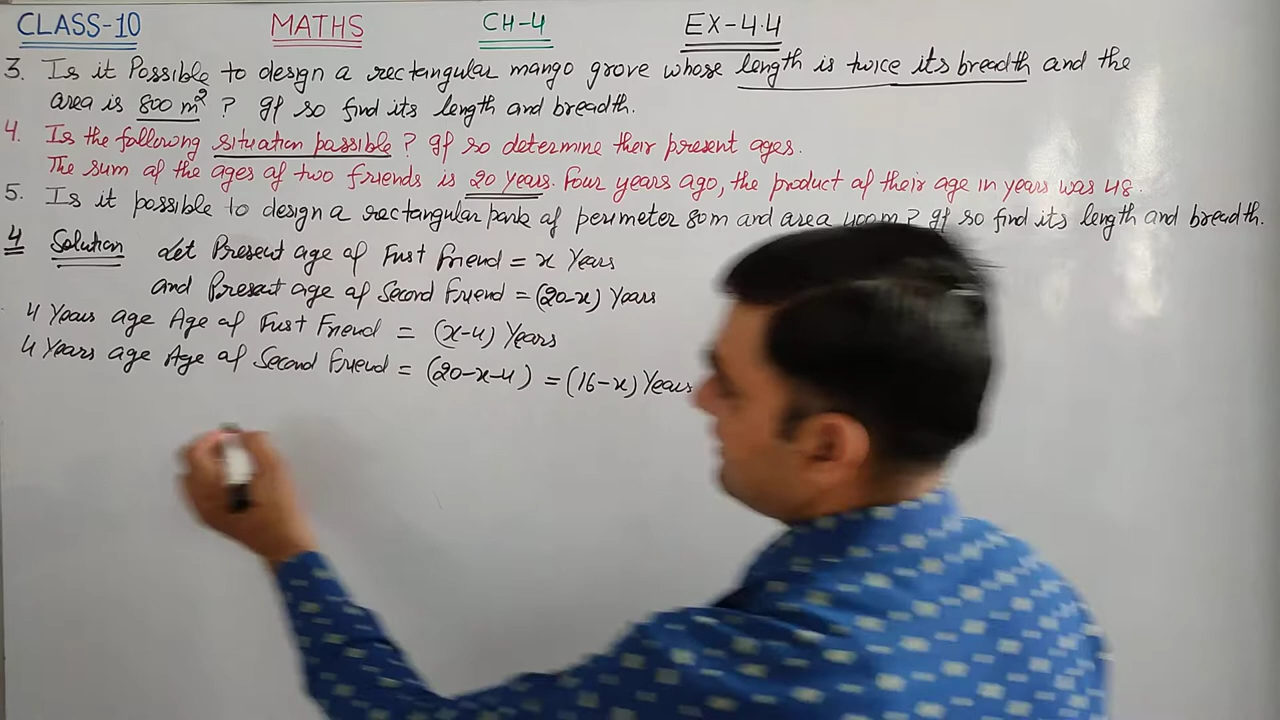 CLASS-10 MATHS CH-4 EX-4.4
3. Is it Possible to design a rectangular mango grove whose length is twice its breadth and the
area is 800 m² ? If so find its length and breadth.
4. Is the following situation possible ? If so determine their present ages.
The sum of the ages of two friends is 20 years. Four years ago, the product of their age in years was 48.
5. Is it possible to design a rectangular park of perimeter 80m and area 400m² ? If so find its length and breadth.
4 Solution Let Present age of First friend = x Years
and Present age of Second Friend = (20-x) Years
4 Years age Age of First Friend = (x-4) Years
4 Years age Age of Second Friend = (20-x-4) = (16-x) Years